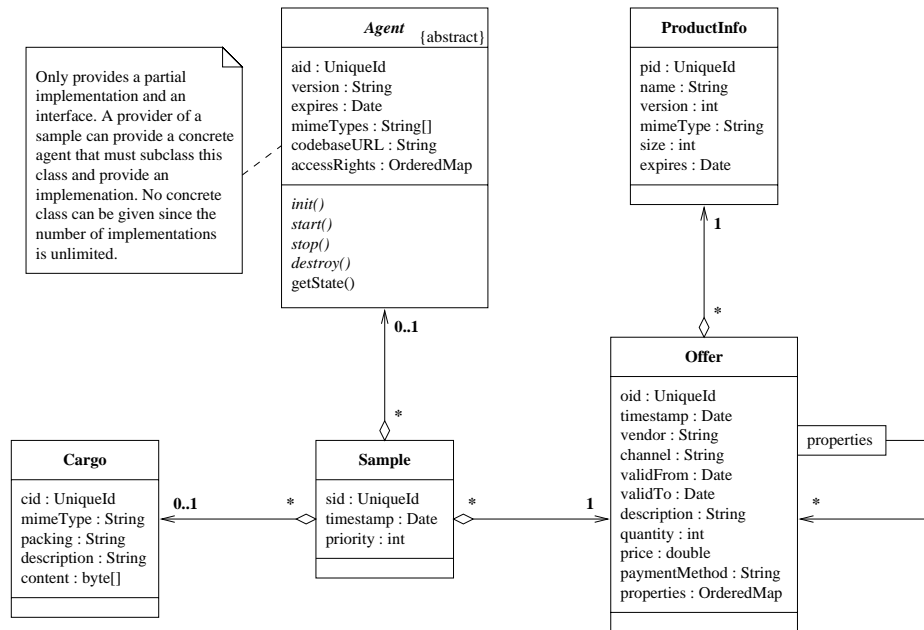 Only provides a partial
implementation and an
interface. A provider of a
sample can provide a concrete
agent that must subclass this
class and provide an
implemenation. No concrete
class can be given since the
number of implementations
is unlimited.
Agent
{abstract}
aid : UniqueId
version : String
expires : Date
mimeTypes : String[]
codebaseURL : String
accessRights : OrderedMap
init()
start()
stop()
destroy()
getState()
ProductInfo
pid : UniqueId
name : String
version : int
mimeType : String
size : int
expires : Date
1
*
0..1
*
Cargo
cid : UniqueId
mimeType : String
packing : String
description : String
content : byte[]
0..1
*
Sample
sid : UniqueId
timestamp : Date
priority : int
*
1
Offer
oid : UniqueId
timestamp : Date
vendor : String
channel : String
validFrom : Date
validTo : Date
description : String
quantity : int
price : double
paymentMethod : String
properties : OrderedMap
properties
*